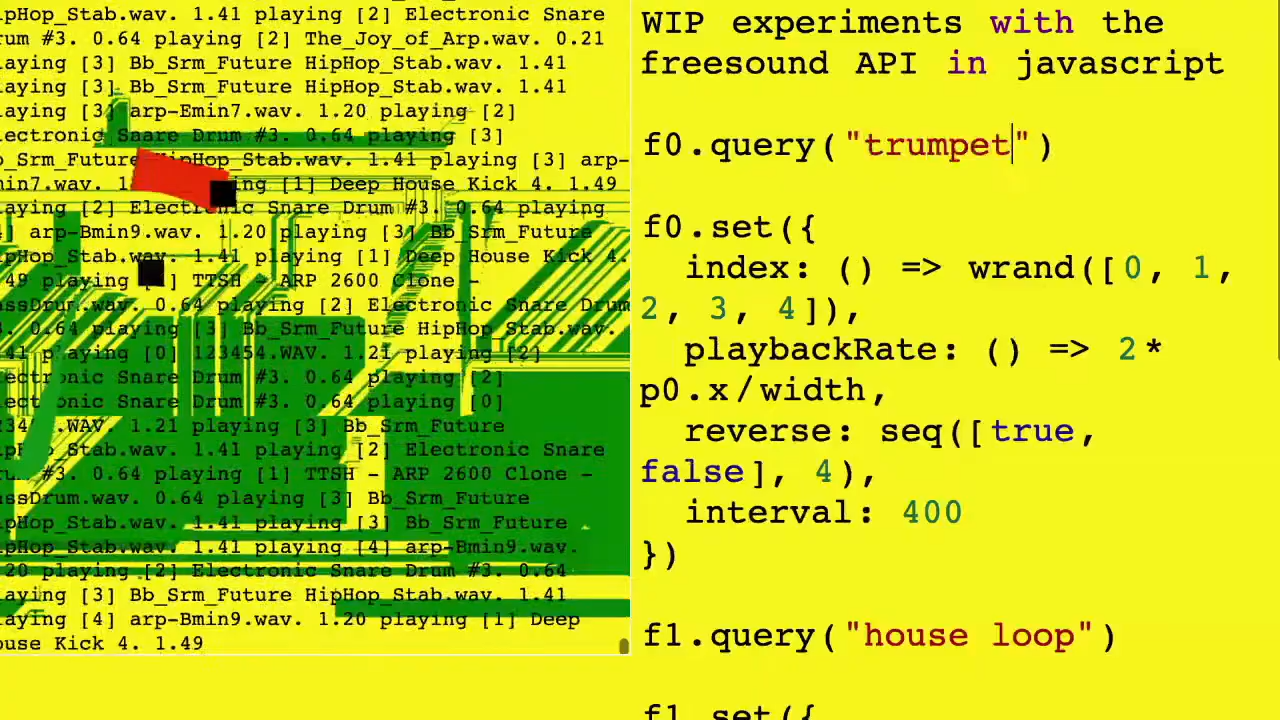 ipHop_Stab.wav. 1.41 playing [2] Electronic Snare
rum #3. 0.64 playing [2] The_Joy_of_Arp.wav. 0.21
laying [3] Bb_Srm_Future HipHop_Stab.wav. 1.41
laying [3] Bb_Srm_Future HipHop_Stab.wav. 1.41
laying [3] arp-Emin7.wav. 1.20 playing [2]
lectronic Snare Drum #3. 0.64 playing [3]
b_Srm_Future HipHop_Stab.wav. 1.41 playing [3] arp-
min7.wav. 1 ing [1] Deep House Kick 4. 1.49
laying [2] Electronic Snare Drum #3. 0.64 playing
4] arp-Bmin9.wav. 1.20 playing [3] Bb_Srm_Future
ipHop_Stab.wav. 1.41 playing [1] Deep House Kick 4.
.49 playing [1] TTSH - ARP 2600 Clone -
assDrum.wav. 0.64 playing [2] Electronic Snare Drum
3. 0.64 playing [3] Bb_Srm_Future HipHop_Stab.wav.
.41 playing [0] 123454.WAV. 1.21 playing [2]
lectronic Snare Drum #3. 0.64 playing [2]
lectronic Snare Drum #3. 0.64 playing [0]
234 .WAV. 1.21 playing [3] Bb_Srm_Future
ipHop_Stab.wav. 1.41 playing [2] Electronic Snare
rum #3. 0.64 playing [1] TTSH - ARP 2600 Clone -
assDrum.wav. 0.64 playing [3] Bb_Srm_Future
ipHop_Stab.wav. 1.41 playing [3] Bb_Srm_Future
ipHop_Stab.wav. 1.41 playing [4] arp-Bmin9.wav.
.20 playing [2] Electronic Snare Drum #3. 0.64
laying [3] Bb_Srm_Future HipHop_Stab.wav. 1.41
laying [4] arp-Bmin9.wav. 1.20 playing [1] Deep
ouse Kick 4. 1.49
WIP experiments with the
freesound API in javascript
f0.query("trumpet")
f0.set({
index: () => wrand([0, 1,
2, 3, 4]),
playbackRate: () => 2*
p0.x/width,
reverse: seq([true,
false], 4),
interval: 400
})
f1.query("house loop")
f1.set({